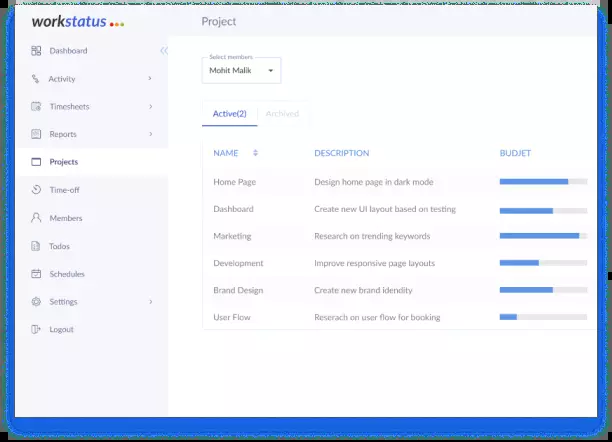 workstatus
Project
Dashboard
Select members
Mohit Malik
Activity
Timesheets
Active(2) Archived
Reports
NAME DESCRIPTION BUDJET
Projects
Home Page Design home page in dark mode
Time-off
Dashboard Create new UI layout based on testing
Members
Marketing Research on trending keywords
Todos
Development Improve responsive page layouts
Schedules
Brand Design Create new brand idendity
Settings
User Flow Reserach on user flow for booking
Logout